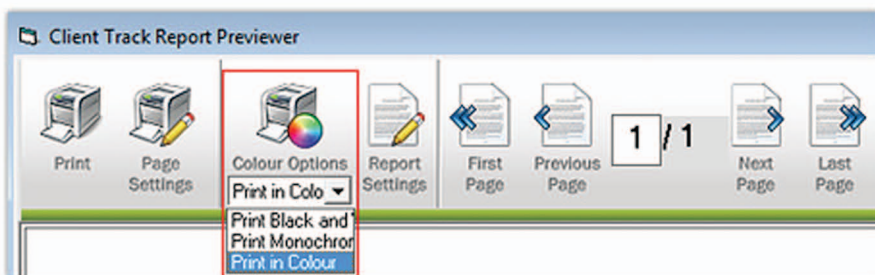 Client Track Report Previewer
Print
Page
Settings
Colour Options
Print in Colo
Print Black and
Print Monochror
Print in Colour
Report
Settings
First
Page
Previous
Page
1 / 1
Next
Page
Last
Page